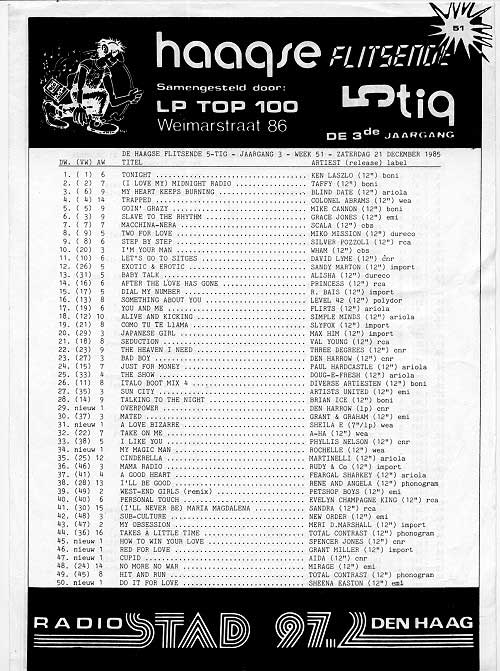 51
haagse FLITSENDE
5tig
Samengesteld door:
LP TOP 100
Weimarstraat 86
DE 3de JAARGANG
DE HAAGSE FLITSENDE 5-TIG - JAARGANG 3 - WEEK 51 - ZATERDAG 21 DECEMBER 1985
DW. (VW) AW TITEL ARTIEST (release) label
1. ( 1) 6 TONIGHT KEN LASZLO (12") boni
2. ( 2) 7 (I LOVE MY) MIDNIGHT RADIO TAFFY (12") boni
3. ( 6) 9 MY HEART KEEPS BURNING BLIND DATE (12") ariola
4. ( 4) 14 TRAPPED COLONEL ABRAMS (12") wea
5. ( 5) 9 GOIN' CRAZY MIKE CANNON (12") boni
6. ( 3) 9 SLAVE TO THE RHYTHM GRACE JONES (12") emi
7. ( 7) 7 MACCHINA-NERA SCALA (12") cbs
8. ( 9) 5 TWO FOR LOVE MIKO MISSION (12") dureco
9. ( 8) 6 STEP BY STEP SILVER POZZOLI (12") rca
10. (20) 3 I'M YOUR MAN WHAM (12") cbs
11. (10) 6 LET'S GO TO SITGES DAVID LYME (12") cnr
12. (26) 5 EXOTIC & EROTIC SANDY MARTON (12") import
13. (31) 5 BABY TALK ALISHA (12") dureco
14. (16) 6 AFTER THE LOVE HAS GONE PRINCESS (12") rca
15. (17) 5 DIAL MY NUMBER R. BAIS (12") import
16. (13) 8 SOMETHING ABOUT YOU LEVEL 42 (12") polydor
17. (19) 6 YOU AND ME FLIRTS (12") ariola
18. (12) 10 ALIVE AND KICKING SIMPLE MINDS (12") ariola
19. (21) 8 COMO TU TE LLAMA SLYFOX (12") import
20. (29) 3 JAPANESE GIRL MAX HIM (12") import
21. (18) 8 SEDUCTION VAL YOUNG (12") rca
22. (23) 9 THE HEAVEN I NEED THREE DEGREES (12") cnr
23. (27) 3 BAD BOY DEN HARROW (12") cnr
24. (15) 7 JUST FOR MONEY PAUL HARDCASTLE (12") ariola
25. (33) 4 THE SHOW DOUG-E-FRESH (12") ariola
26. (11) 8 ITALO BOOT MIX 4 DIVERSE ARTIESTEN (12") boni
27. (35) 3 SUN CITY ARTISTS UNITED (12") emi
28. (14) 9 TALKING TO THE NIGHT BRIAN ICE (12") boni
29. nieuw 1 OVERPOWER DEN HARROW (lp) cnr
30. (37) 3 MATED GRANT & GRAHAM (12") emi
31. nieuw 1 A LOVE BIZARRE SHEILA E (7"/lp) wea
32. (22) 7 TAKE ON ME A-HA (12") wea
33. (38) 5 I LIKE YOU PHYLLIS NELSON (12") cnr
34. nieuw 1 MY MAGIC MAN ROCHELLE (12") wea
35. (25) 12 CINDERELLA MARTINELLI (12") ariola
36. (46) 3 MAMA RADIO RUDY & Co (12") import
37. (41) 4 A GOOD HEART FEARGAL SHARKEY (12") ariola
38. (28) 13 I'LL BE GOOD RENE AND ANGELA (12") phonogram
39. (49) 2 WEST-END GIRLS (remix) PETSHOP BOYS (12") emi
40. (40) 6 PERSONAL TOUCH EVELYN CHAMPAGNE KING (12") rca
41. (30) 15 (I'LL NEVER BE) MARIA MAGDALENA SANDRA (12") rca
42. (48) 3 SUB-CULTURE NEW ORDER (12") emi
43. (47) 2 MY OBSESSION MERI D.MARSHALL (12") import
44. (36) 16 TAKES A LITTLE TIME TOTAL CONTRAST (12") phonogram
45. nieuw 1 HOW TO WIN YOUR LOVE SPENCER JONES (12") cnr
46. nieuw 1 RED FOR LOVE GRANT MILLER (12") import
47. nieuw 1 CUPID AIDA (12") cnr
48. (24) 14 NO MORE NO WAR MIRAGE (12") emi
49. (45) 8 HIT AND RUN TOTAL CONTRAST (12") phonogram
50. nieuw 1 DO IT FOR LOVE SHEENA EASTON (12") emi
RADIO STAD 97.2 DEN HAAG